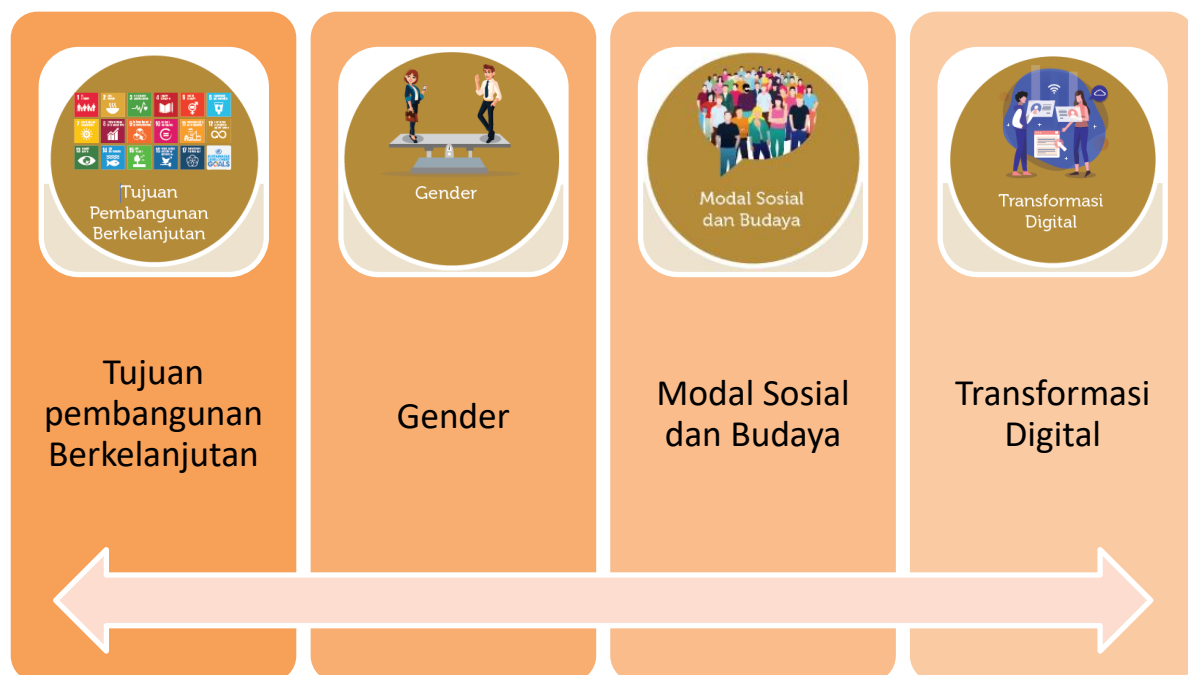 Tujuan
Pembangunan
Berkelanjutan
Gender
Modal Sosial
dan Budaya
Transformasi
Digital
Tujuan
pembangunan
Berkelanjutan
Gender
Modal Sosial
dan Budaya
Transformasi
Digital